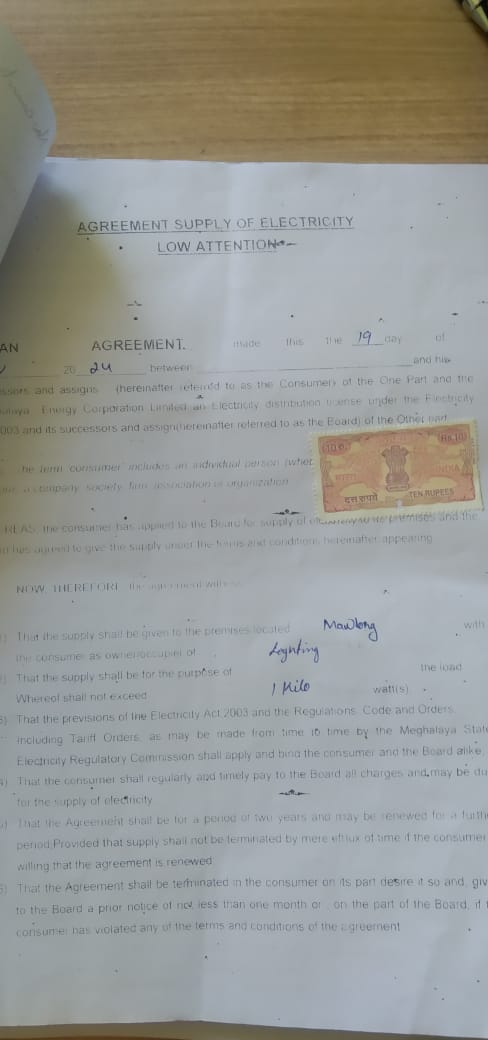 AGREEMENT SUPPLY OF ELECTRICITY
LOW ATTENTION
AN AGREEMENT. made this the 19 day of
20 24 between and his
ssors and assigns (hereinafter referred to as the Consumer) of the One Part and the
Energy Corporation Limited an Electricity distribution license under the Electricity
003 and its successors and assign(hereinafter referred to as the Board) of the Other part
he term consumer includes an individual person (wher
a company society firm association or organization
REAS, the consumer has applied to the Board for supply of electricity to its premises and the
has agreed to give the supply under the terms and conditions hereinafter appearing
10 रु. Rs.10
भारत INDIA
दस रुपये TEN RUPEES
NOW, THEREFORE the agreement
1) That the supply shall be given to the premises located Mawlong with
the consumer as owner/occupier of
2) That the supply shall be for the purpose of Lighting the load
Whereof shall not exceed 1 Kilo watt(s)
3) That the previsions of the Electricity Act 2003 and the Regulations, Code and Orders,
including Tariff Orders, as may be made from time to time by the Meghalaya State
Electricity Regulatory Commission shall apply and bind the consumer and the Board alike,
4) That the consumer shall regularly and timely pay to the Board all charges and may be du
for the supply of electricity
5) That the Agreement shall be for a period of two years and may be renewed for a furth
period Provided that supply shall not be terminated by mere efflux of time if the consumer
willing that the agreement is renewed
6) That the Agreement shall be terminated in the consumer on its part desire it so and, giv
to the Board a prior notice of not less than one month or , on the part of the Board, if t
consumer has violated any of the terms and conditions of the agreement